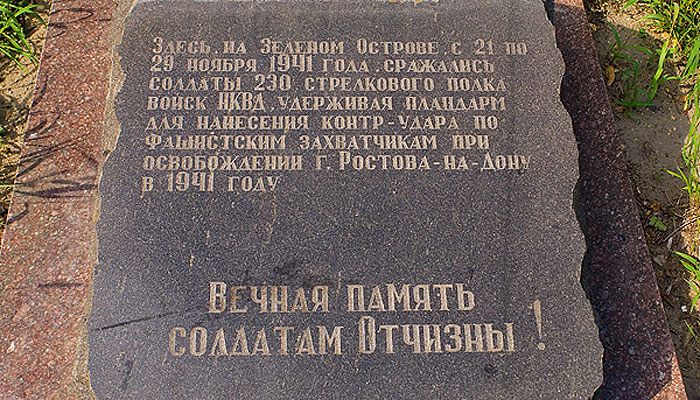 Здесь, на Зеленом Острове, с 21 по
29 ноября 1941 года, сражались
солдаты 230 стрелкового полка
войск НКВД, удерживая плацдарм
для нанесения контр-удара по
фашистским захватчикам при
освобождении г. Ростова-на-Дону
в 1941 году
Вечная память
солдатам Отчизны!